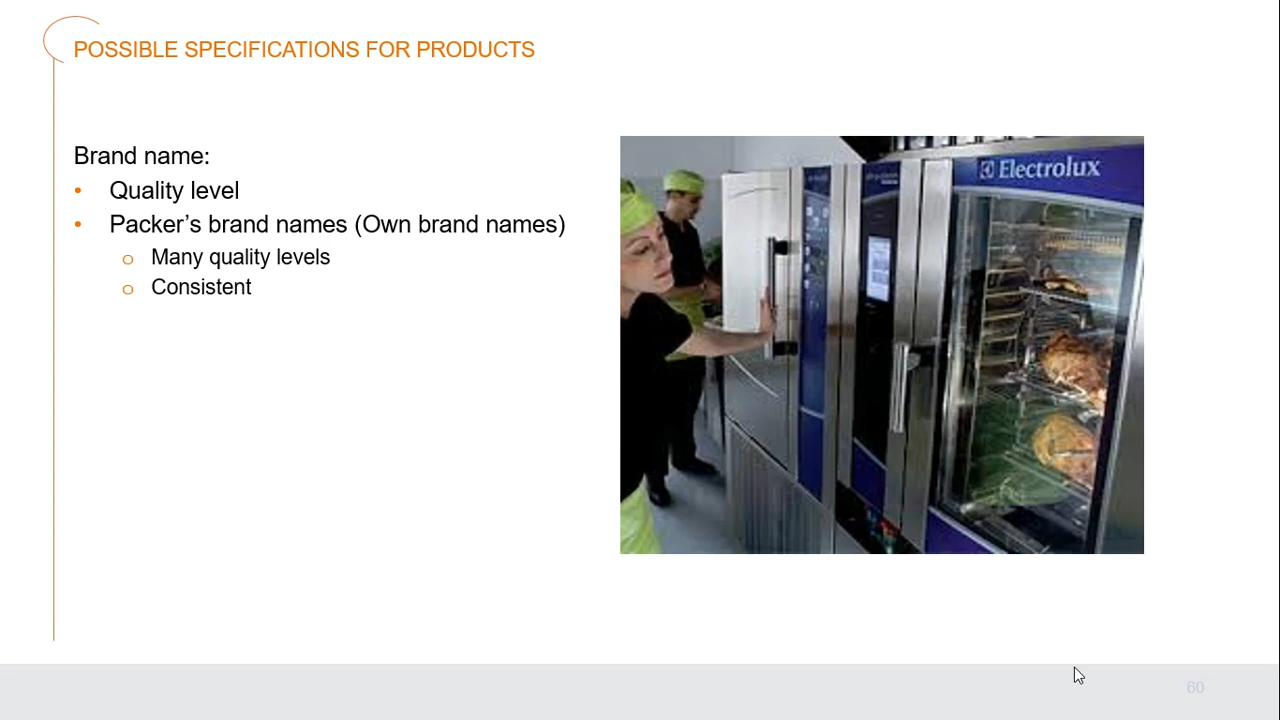 POSSIBLE SPECIFICATIONS FOR PRODUCTS
Brand name:
• Quality level
• Packer’s brand names (Own brand names)
o Many quality levels
o Consistent
Electrolux
60